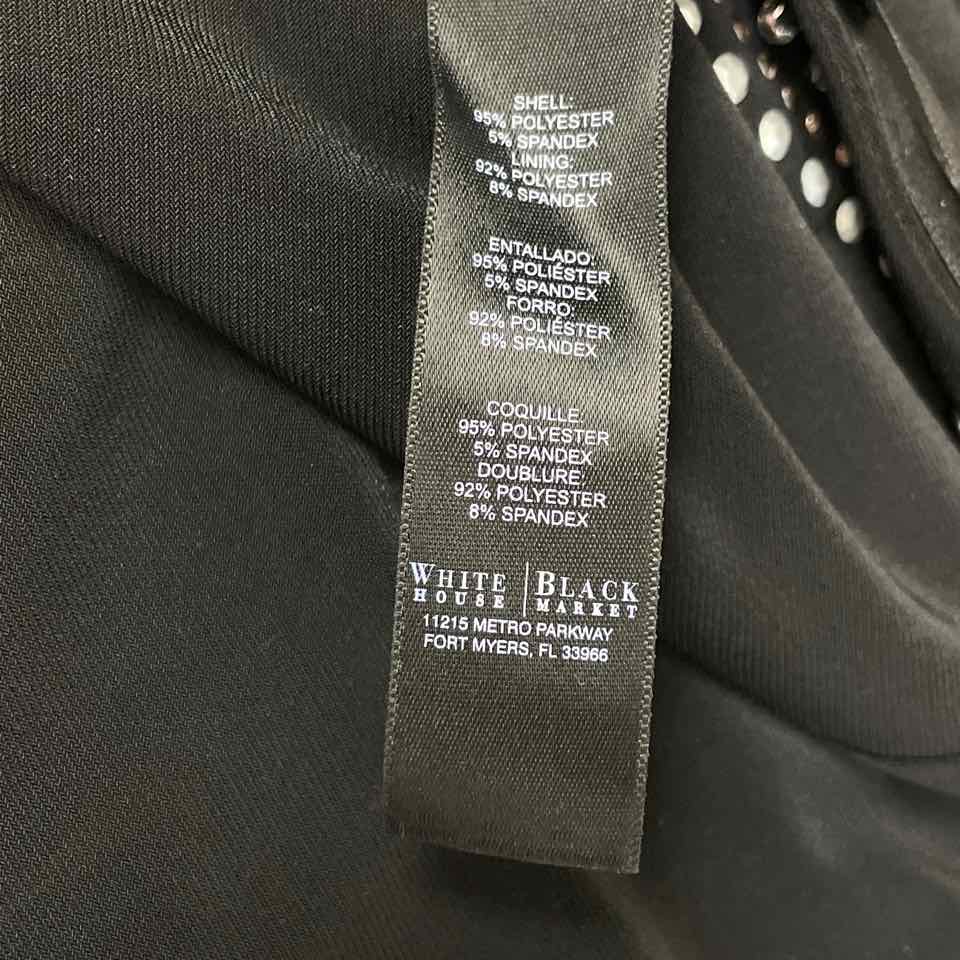 SHELL:
95% POLYESTER
5% SPANDEX
LINING:
92% POLYESTER
8% SPANDEX
ENTALLADO:
95% POLIÉSTER
5% SPANDEX
FORRO:
92% POLIÉSTER
8% SPANDEX
COQUILLE
95% POLYESTER
5% SPANDEX
DOUBLURE
92% POLYESTER
8% SPANDEX
WHITE HOUSE | BLACK MARKET
11215 METRO PARKWAY
FORT MYERS, FL 33966